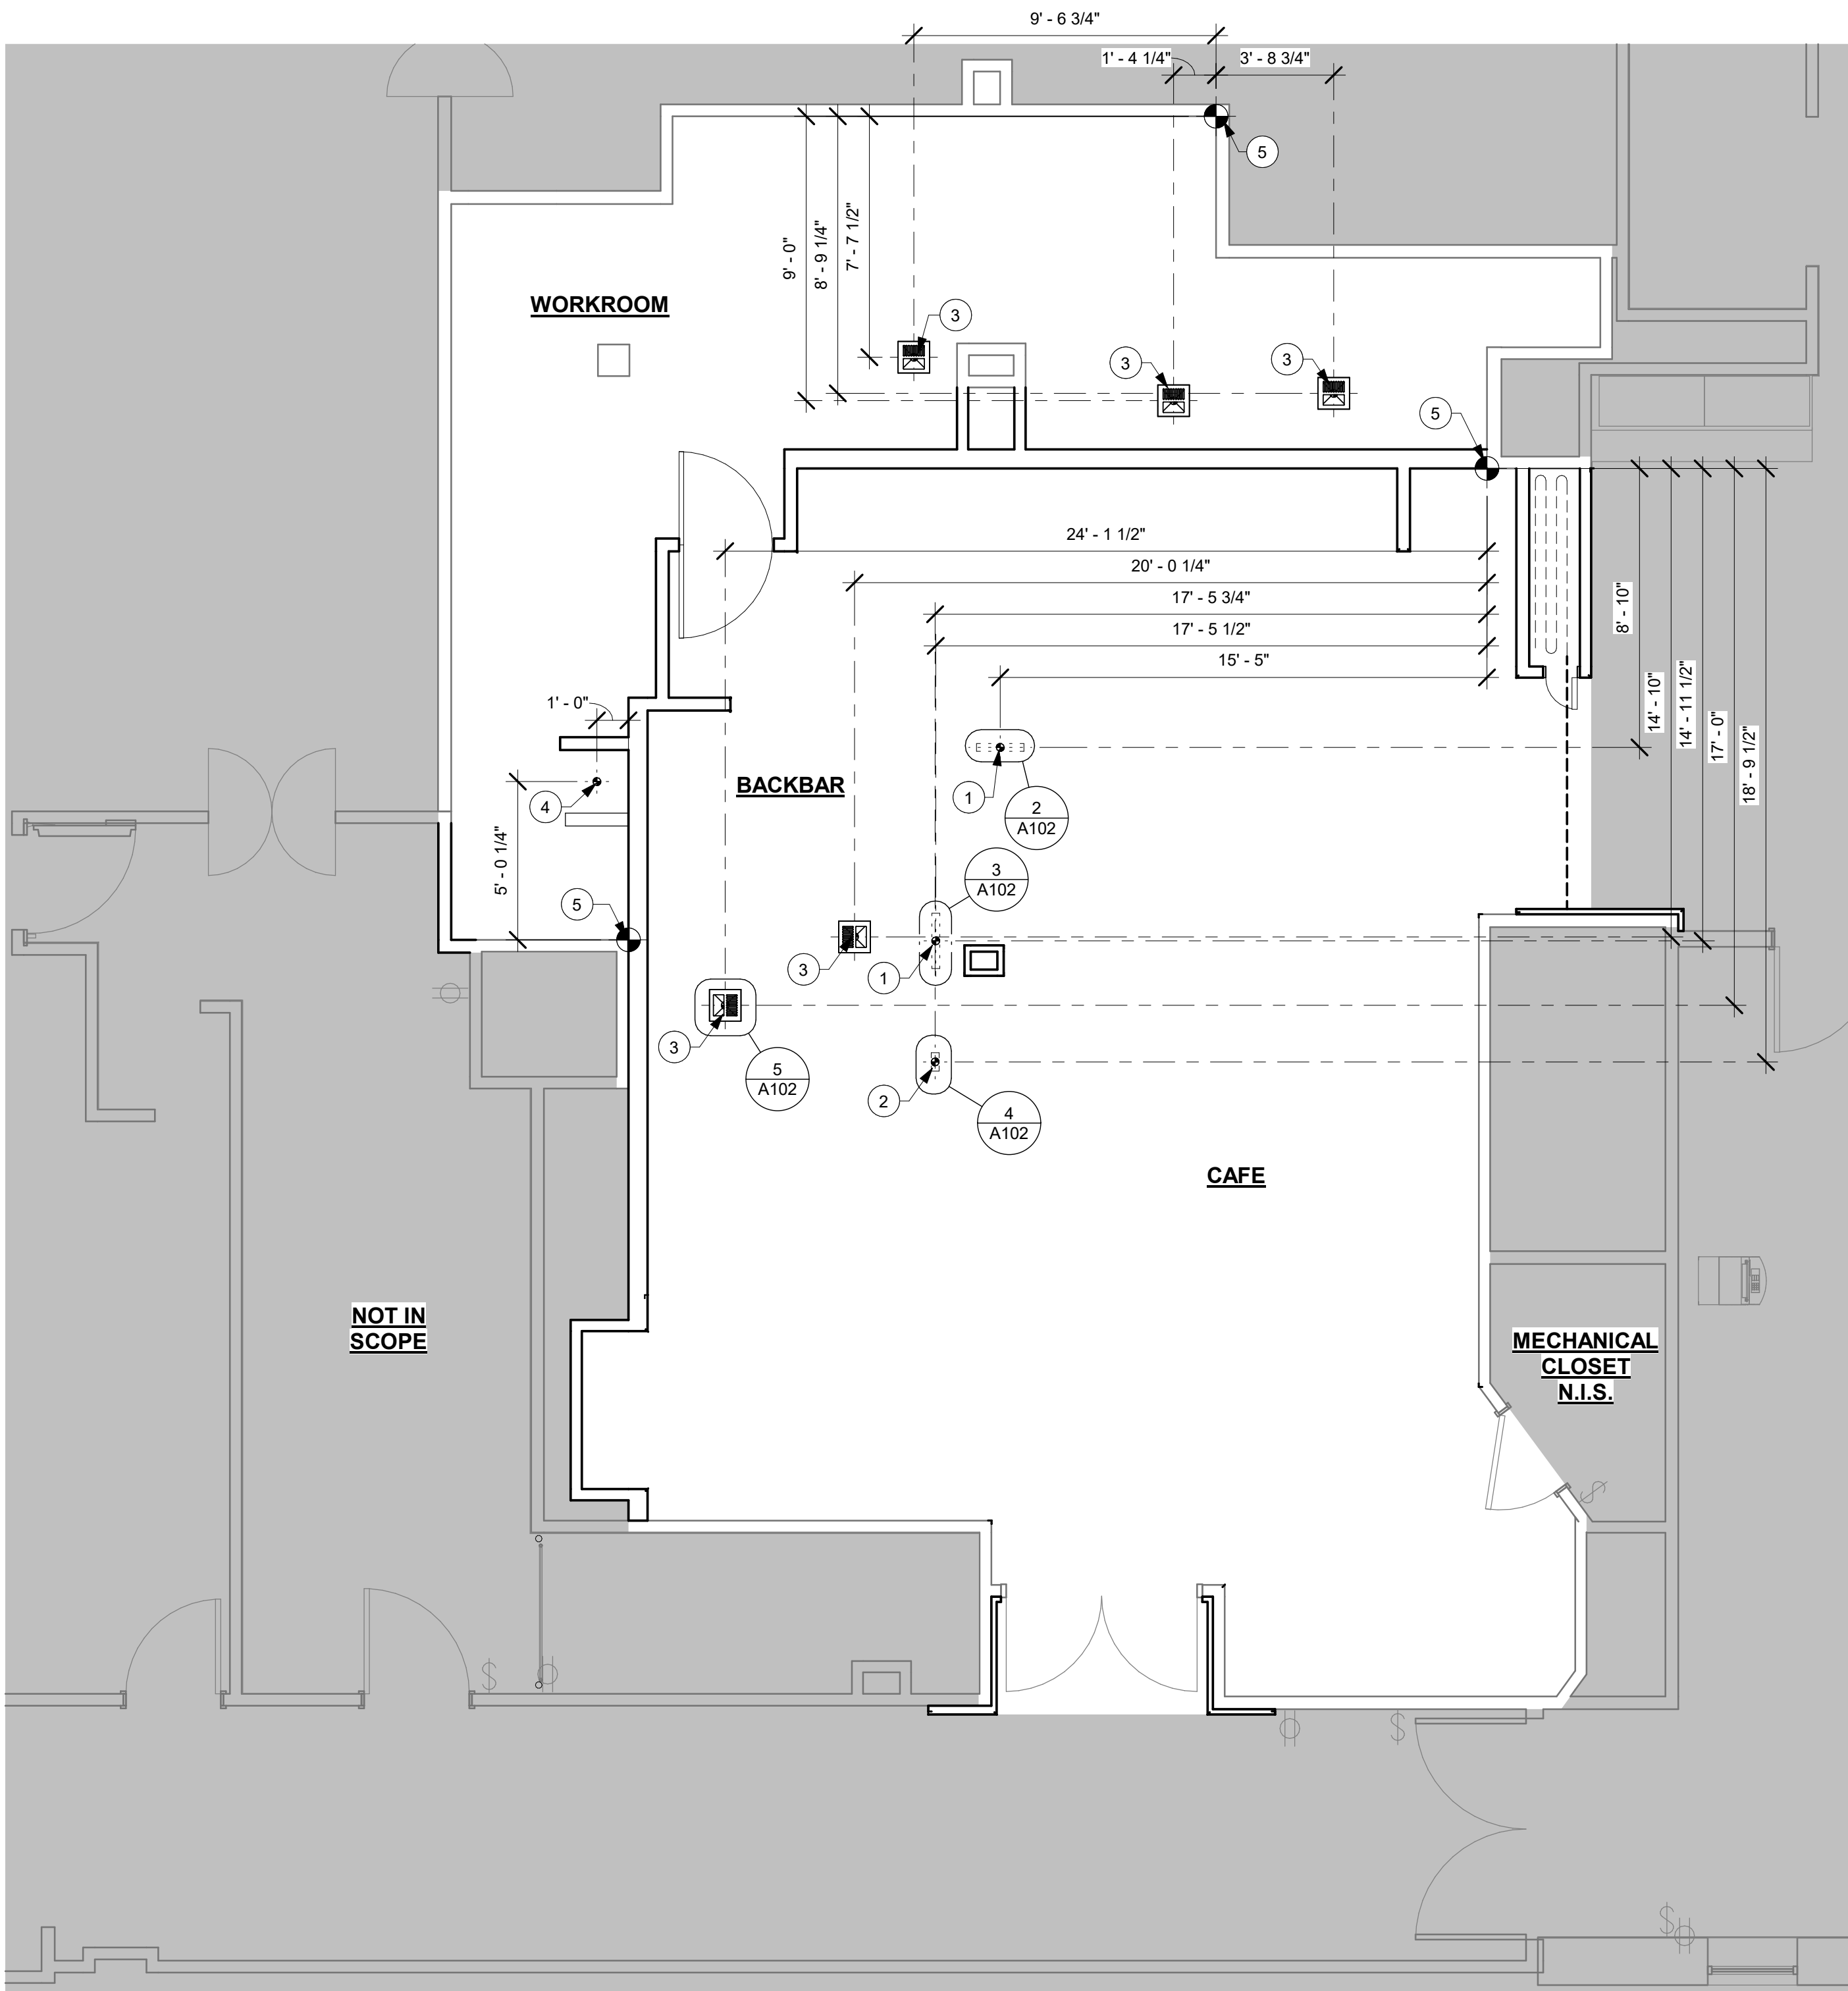 9' - 6 3/4"
1' - 4 1/4"
3' - 8 3/4"
5
9' - 0"
8' - 9 1/4"
7' - 7 1/2"
WORKROOM
3
3
3
5
24' - 1 1/2"
20' - 0 1/4"
17' - 5 3/4"
17' - 5 1/2"
15' - 5"
8' - 10"
14' - 10"
14' - 11 1/2"
17' - 0"
18' - 9 1/2"
1' - 0"
BACKBAR
1
2
A102
4
5' - 0 1/4"
3
A102
5
3
1
3
5
A102
2
4
A102
CAFE
NOT IN
SCOPE
MECHANICAL
CLOSET
N.I.S.
$
$
$
$